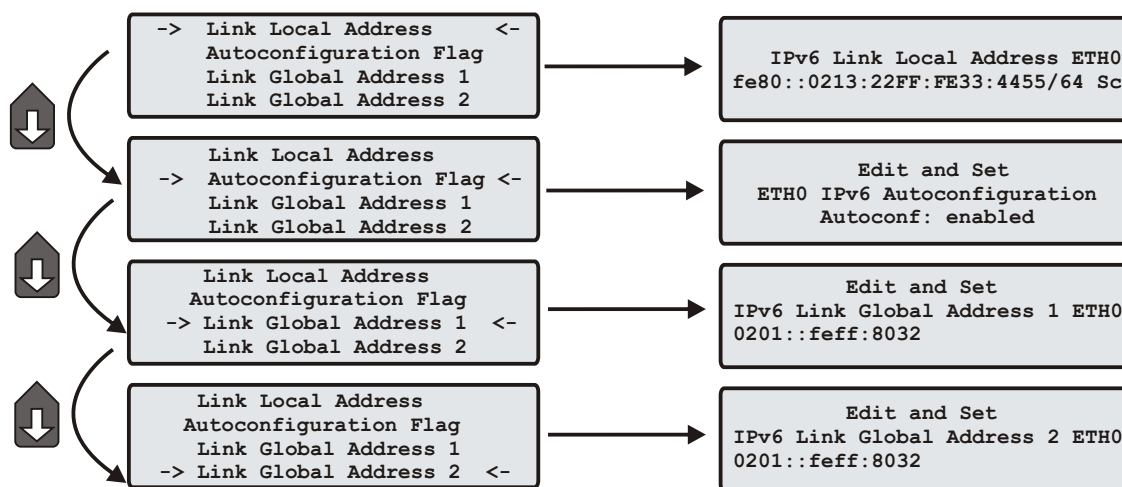 -> Link Local Address <-
Autoconfiguration Flag
Link Global Address 1
Link Global Address 2
IPv6 Link Local Address ETH0
fe80::0213:22FF:FE33:4455/64 Sc
Link Local Address
-> Autoconfiguration Flag <-
Link Global Address 1
Link Global Address 2
Edit and Set
ETH0 IPv6 Autoconfiguration
Autoconf: enabled
Link Local Address
Autoconfiguration Flag
-> Link Global Address 1 <-
Link Global Address 2
Edit and Set
IPv6 Link Global Address 1 ETH0
0201::feff:8032
Link Local Address
Autoconfiguration Flag
Link Global Address 1
-> Link Global Address 2 <-
Edit and Set
IPv6 Link Global Address 2 ETH0
0201::feff:8032